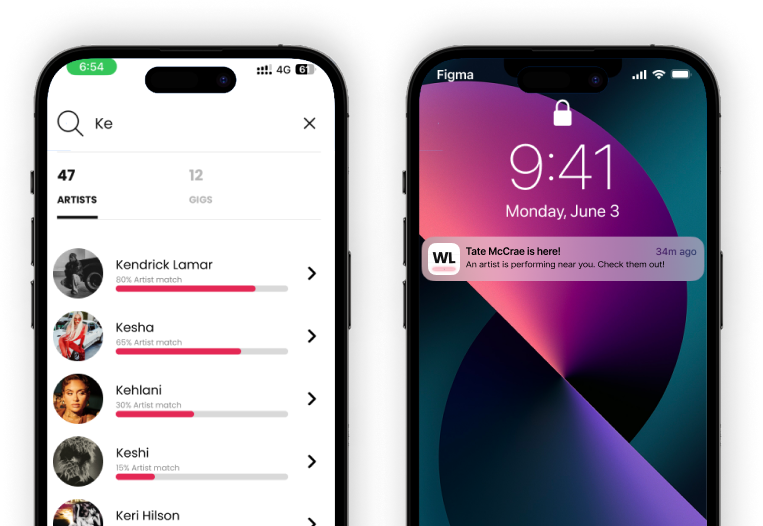 6:54
4G 61
Ke
47
12
ARTISTS
GIGS
Kendrick Lamar
80% Artist match
Kesha
65% Artist match
Kehlani
30% Artist match
Keshi
15% Artist match
Keri Hilson
Figma
9:41
Monday, June 3
WL
Tate McCrae is here!
34m ago
An artist is performing near you. Check them out!